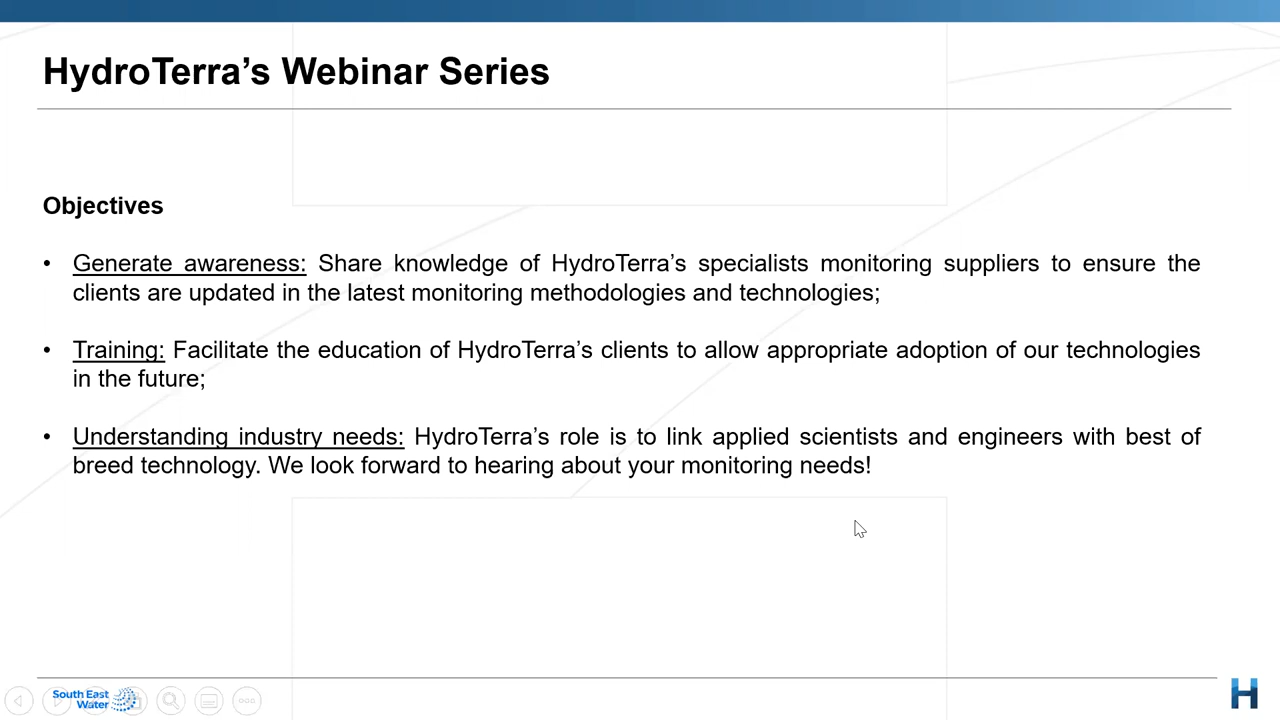 HydroTerra’s Webinar Series
Objectives
• Generate awareness: Share knowledge of HydroTerra’s specialists monitoring suppliers to ensure the
clients are updated in the latest monitoring methodologies and technologies;
• Training: Facilitate the education of HydroTerra’s clients to allow appropriate adoption of our technologies
in the future;
• Understanding industry needs: HydroTerra’s role is to link applied scientists and engineers with best of
breed technology. We look forward to hearing about your monitoring needs!
South East
Water
H